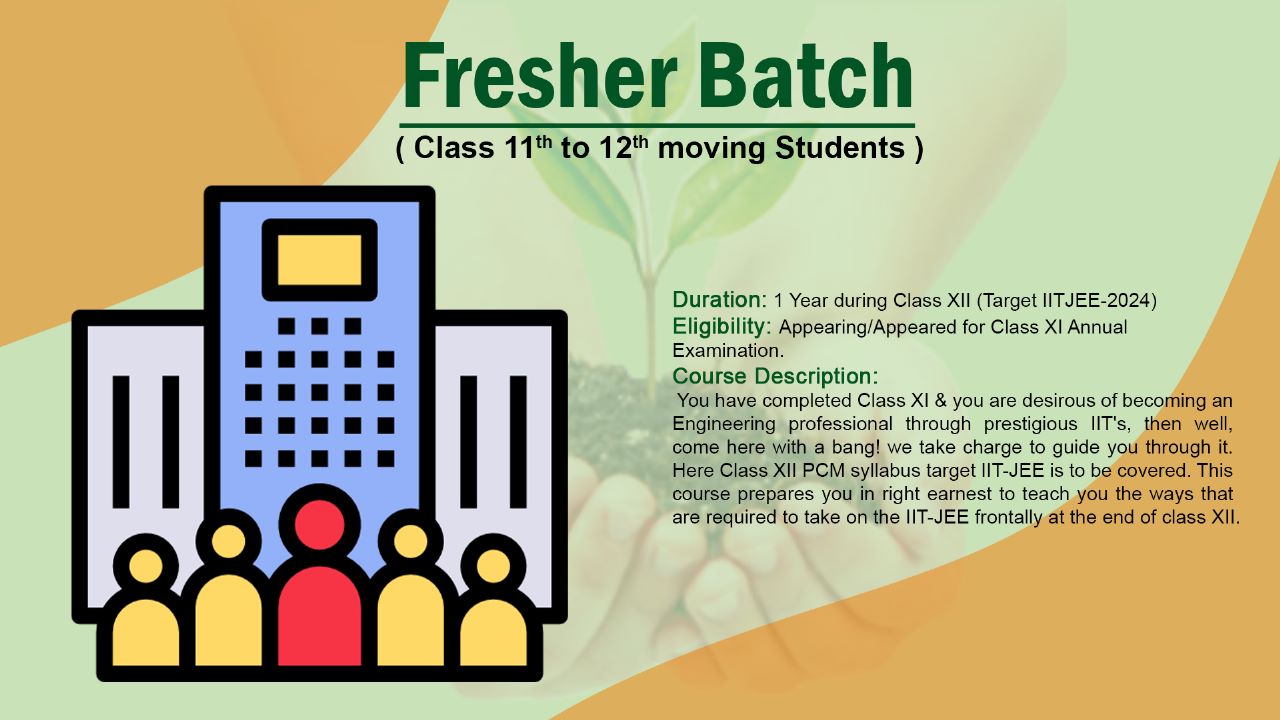 Fresher Batch
( Class 11th to 12th moving Students )
Duration: 1 Year during Class XII (Target IITJEE-2024)
Eligibility: Appearing/Appeared for Class XI Annual
Examination.
Course Description:
You have completed Class XI & you are desirous of becoming an
Engineering professional through prestigious IIT's, then well,
come here with a bang! we take charge to guide you through it.
Here Class XII PCM syllabus target IIT-JEE is to be covered. This
course prepares you in right earnest to teach you the ways that
are required to take on the IIT-JEE frontally at the end of class XII.